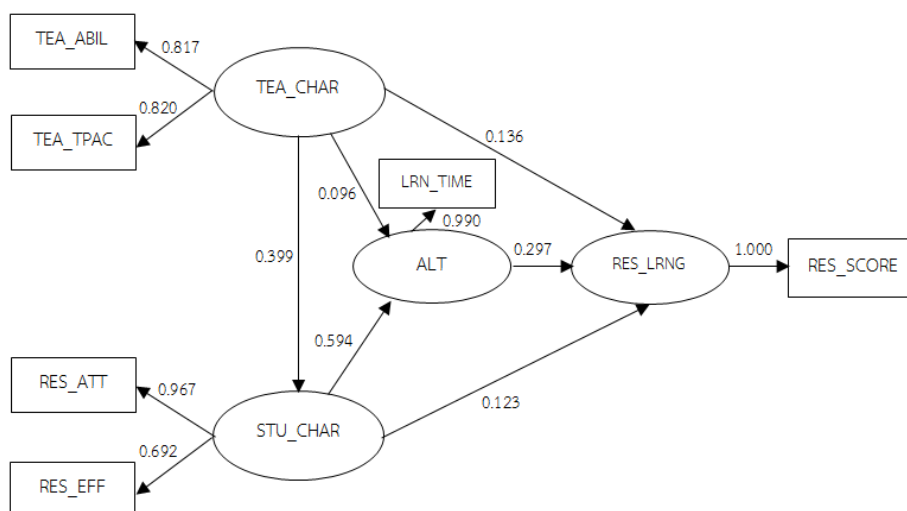 TEA_ABIL
0.817
TEA_CHAR
0.820
TEA_TPAC
0.136
LRN_TIME
0.096
0.990
0.399
ALT
0.297
RES_LRNG
1.000
RES_SCORE
0.594
RES_ATT
0.967
0.123
STU_CHAR
0.692
RES_EFF